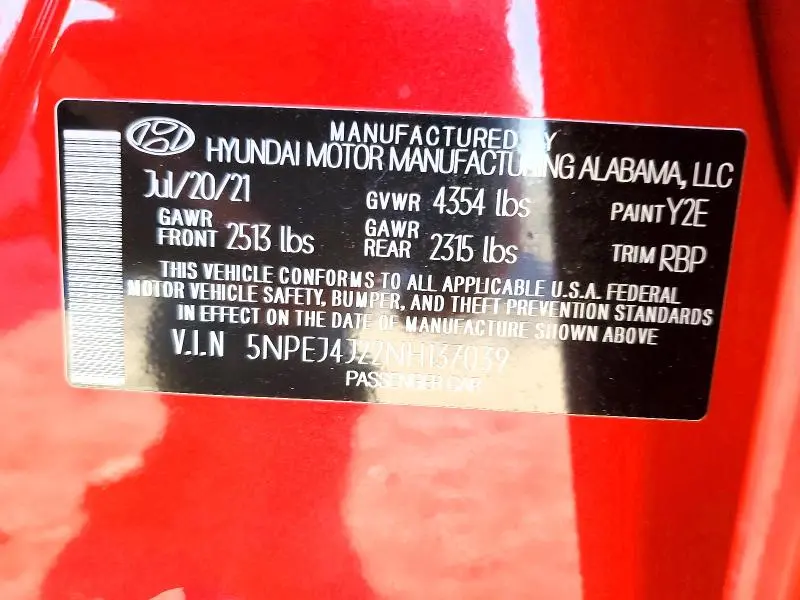 MANUFACTURED BY
HYUNDAI MOTOR MANUFACTURING ALABAMA, LLC
Jul/20/21 GVWR 4354 lbs PAINT Y2E
GAWR FRONT 2513 lbs GAWR REAR 2315 lbs TRIM RBP
THIS VEHICLE CONFORMS TO ALL APPLICABLE U.S.A. FEDERAL
MOTOR VEHICLE SAFETY, BUMPER, AND THEFT PREVENTION STANDARDS
IN EFFECT ON THE DATE OF MANUFACTURE SHOWN ABOVE
V.I.N 5NPEJ4J22NH137039
PASSENGER CAR